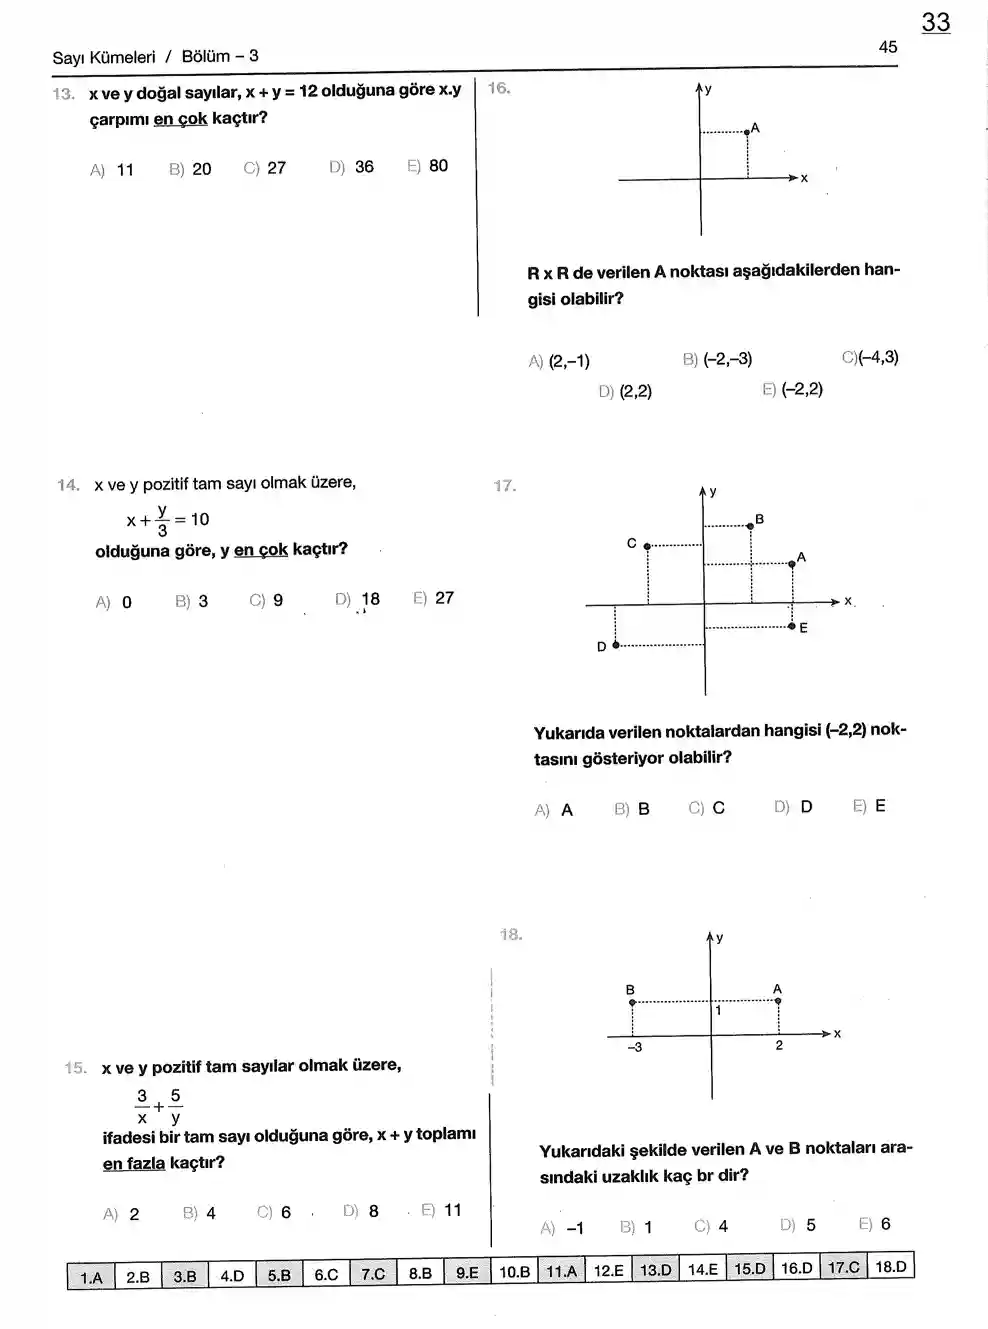 33
Sayı Kümeleri / Bölüm – 3
45
13. x ve y doğal sayılar, x + y = 12 olduğuna göre x.y
çarpımı en çok kaçtır?
A) 11 B) 20 C) 27 D) 36 E) 80
14. x ve y pozitif tam sayı olmak üzere,
x + y/3 = 10
olduğuna göre, y en çok kaçtır?
A) 0 B) 3 C) 9 D) 18 E) 27
15. x ve y pozitif tam sayılar olmak üzere,
3/x + 5/y
ifadesi bir tam sayı olduğuna göre, x + y toplamı
en fazla kaçtır?
A) 2 B) 4 C) 6 D) 8 E) 11
16.
y
A
x
R x R de verilen A noktası aşağıdakilerden han-
gisi olabilir?
A) (2,–1) B) (–2,–3) C)(–4,3)
D) (2,2) E) (–2,2)
17.
y
B
C
A
x
E
D
Yukarıda verilen noktalardan hangisi (–2,2) nok-
tasını gösteriyor olabilir?
A) A B) B C) C D) D E) E
18.
y
B A
1
x
–3 2
Yukarıdaki şekilde verilen A ve B noktaları ara-
sındaki uzaklık kaç br dir?
A) –1 B) 1 C) 4 D) 5 E) 6
1.A 2.B 3.B 4.D 5.B 6.C 7.C 8.B 9.E 10.B 11.A 12.E 13.D 14.E 15.D 16.D 17.C 18.D